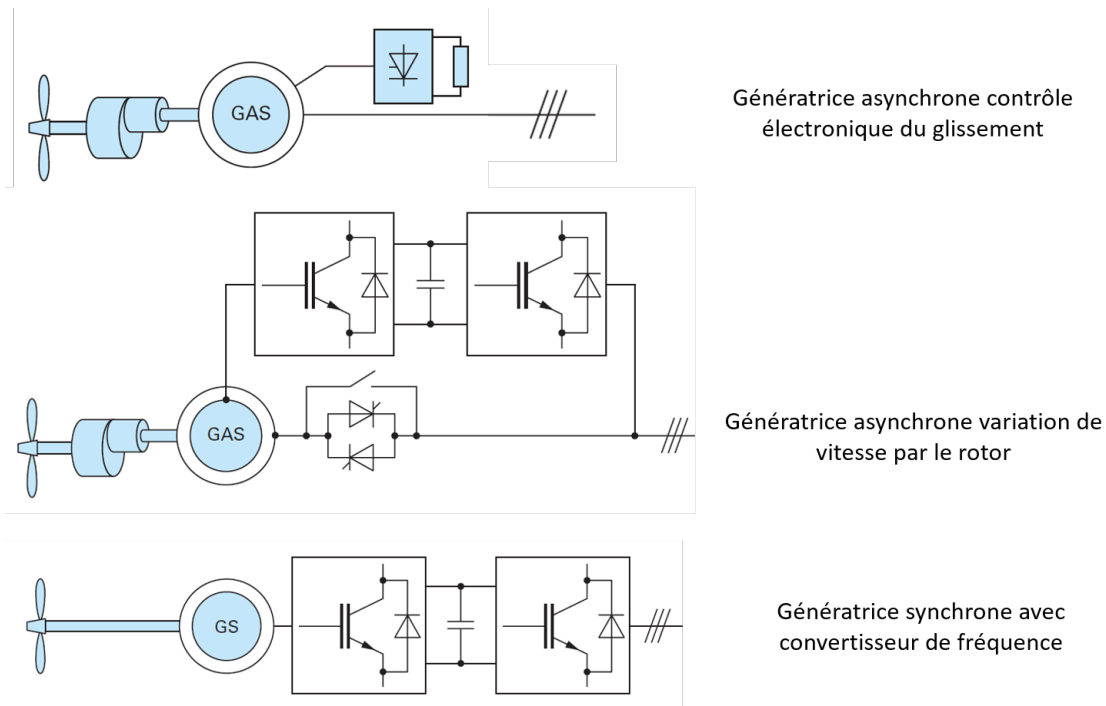 GAS
Génératrice asynchrone contrôle
électronique du glissement
GAS
Génératrice asynchrone variation de
vitesse par le rotor
GS
Génératrice synchrone avec
convertisseur de fréquence